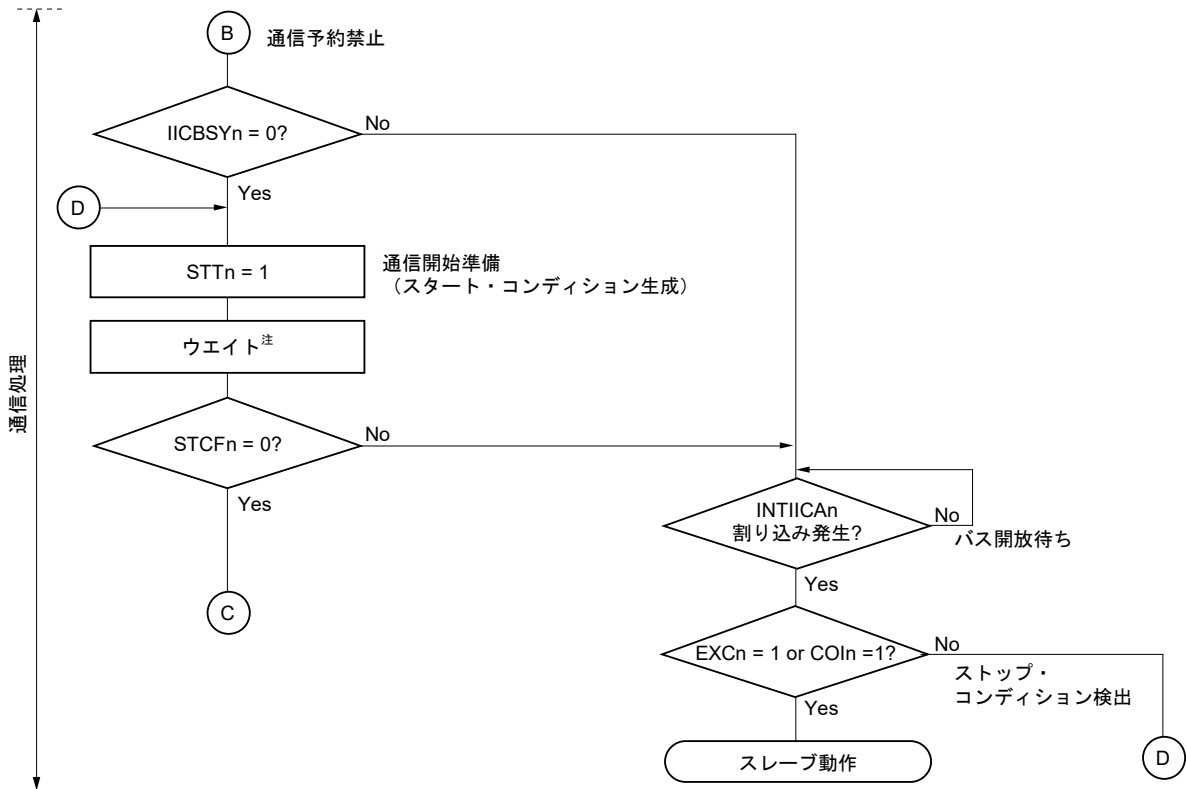 B
通信予約禁止
IICBSYn = 0?
No
Yes
D
STTn = 1
通信開始準備
（スタート・コンディション生成）
ウエイト注
通信処理
STCFn = 0?
No
Yes
C
INTIICAn
割り込み発生?
No
バス開放待ち
Yes
EXCn = 1 or COIn =1?
No
ストップ・
コンディション検出
Yes
スレーブ動作
D